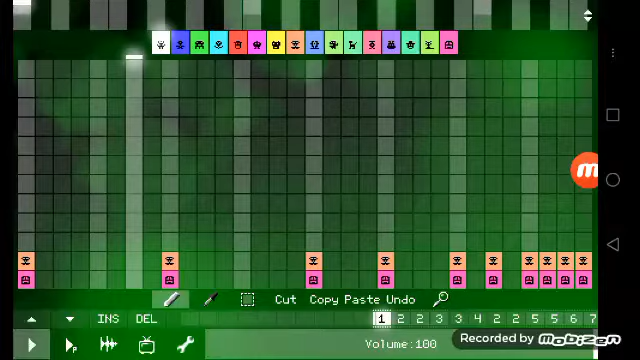 Cut Copy Paste Undo
INS DEL 1 2 2 3 3 4 2 2 5 5 6 7
Volume:100
Recorded by Mobizen